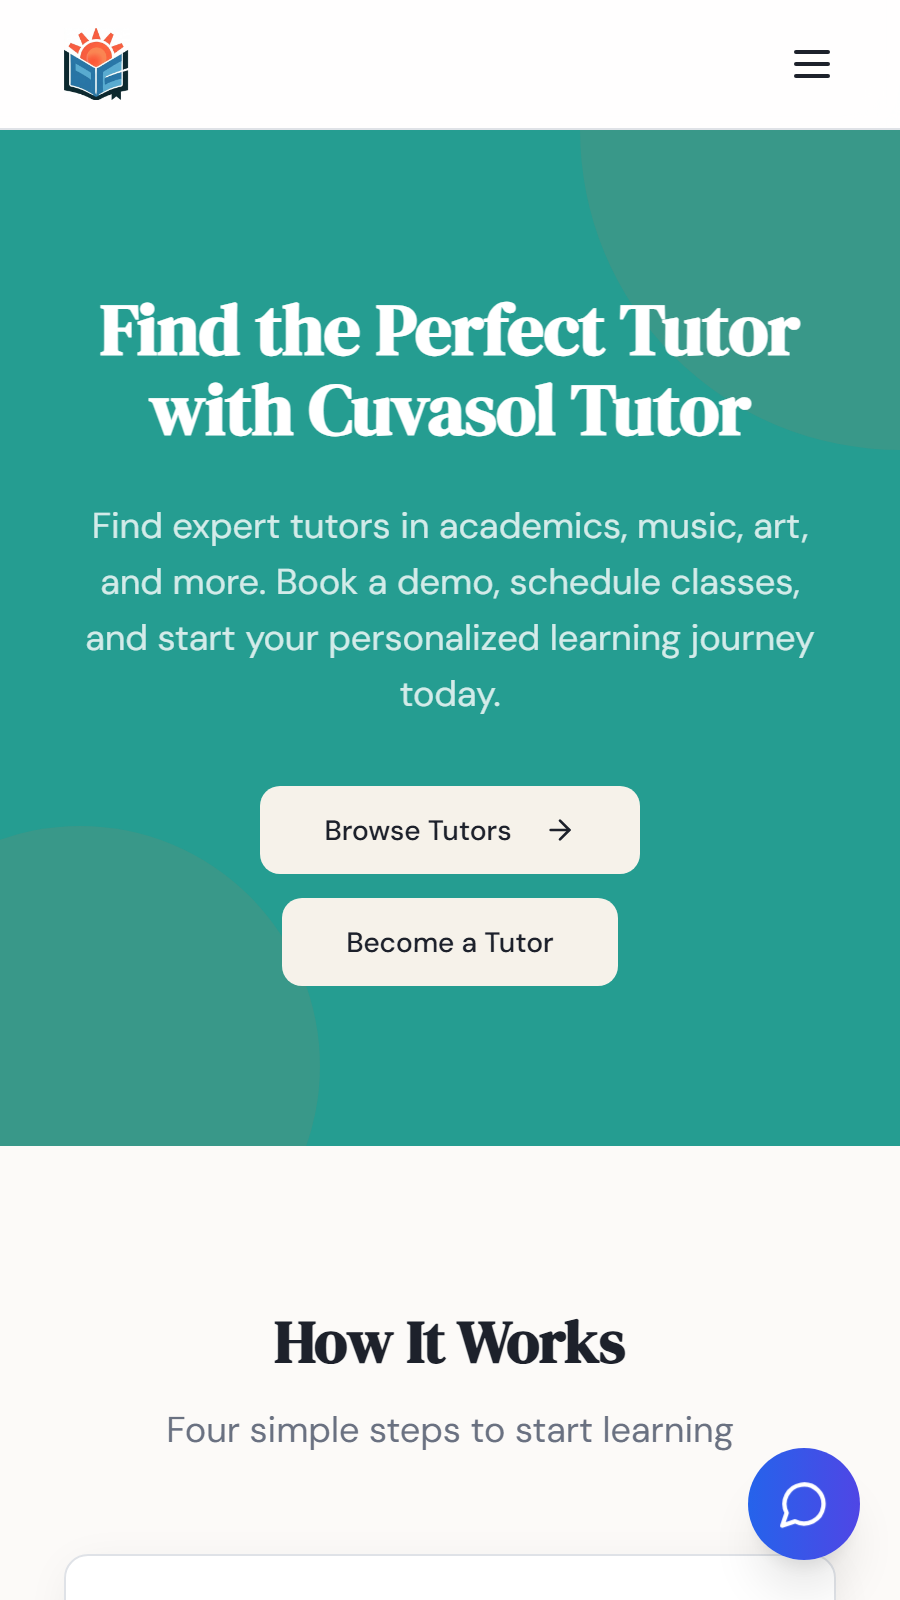 Find the Perfect Tutor
with Cuvasol Tutor
Find expert tutors in academics, music, art,
and more. Book a demo, schedule classes,
and start your personalized learning journey
today.
Browse Tutors
Become a Tutor
How It Works
Four simple steps to start learning